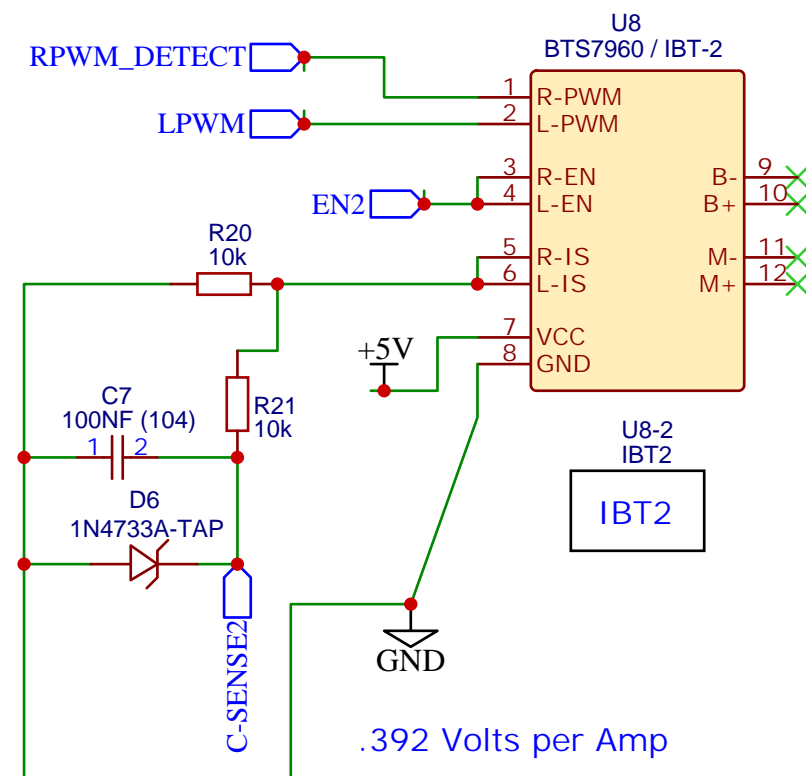 U8
BTS7960 / IBT-2
RPWM_DETECT
LPWM
EN2
1 R-PWM
2 L-PWM
3 R-EN
4 L-EN
5 R-IS
6 L-IS
7 VCC
8 GND
B- 9
B+ 10
M- 11
M+ 12
R20
10k
+5V
C7
100NF (104)
1 2
R21
10k
D6
1N4733A-TAP
U8-2
IBT2
IBT2
C-SENSE2
GND
.392 Volts per Amp